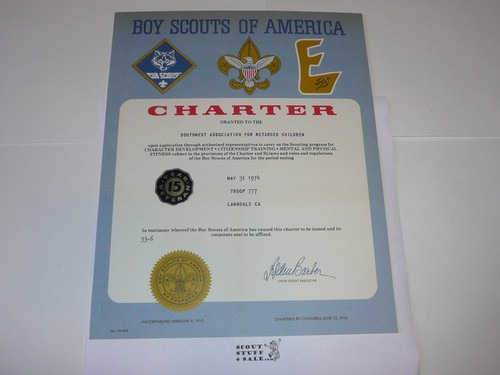 BOY SCOUTS OF AMERICA
CUB SCOUTS
E
CHARTER
GRANTED TO THE
SOUTHWEST ASSOCIATION FOR RETARDED CHILDREN
upon application through authorized representatives to carry on the Scouting program for
CHARACTER DEVELOPMENT • CITIZENSHIP TRAINING • MENTAL AND PHYSICAL
FITNESS subject to the provisions of the Charter and Bylaws and rules and regulations
of the Boy Scouts of America for the period ending
15
VETERAN
MAY 31 1974
TROOP 777
LAWNDALE CA
In testimony whereof the Boy Scouts of America has caused this charter to be issued and its
corporate seal to be affixed.
33-6
Alden Barber
CHIEF SCOUT EXECUTIVE
INCORPORATED FEBRUARY 8, 1910
CHARTERED BY CONGRESS JUNE 15, 1916
SCOUT
STUFF
4 SALE